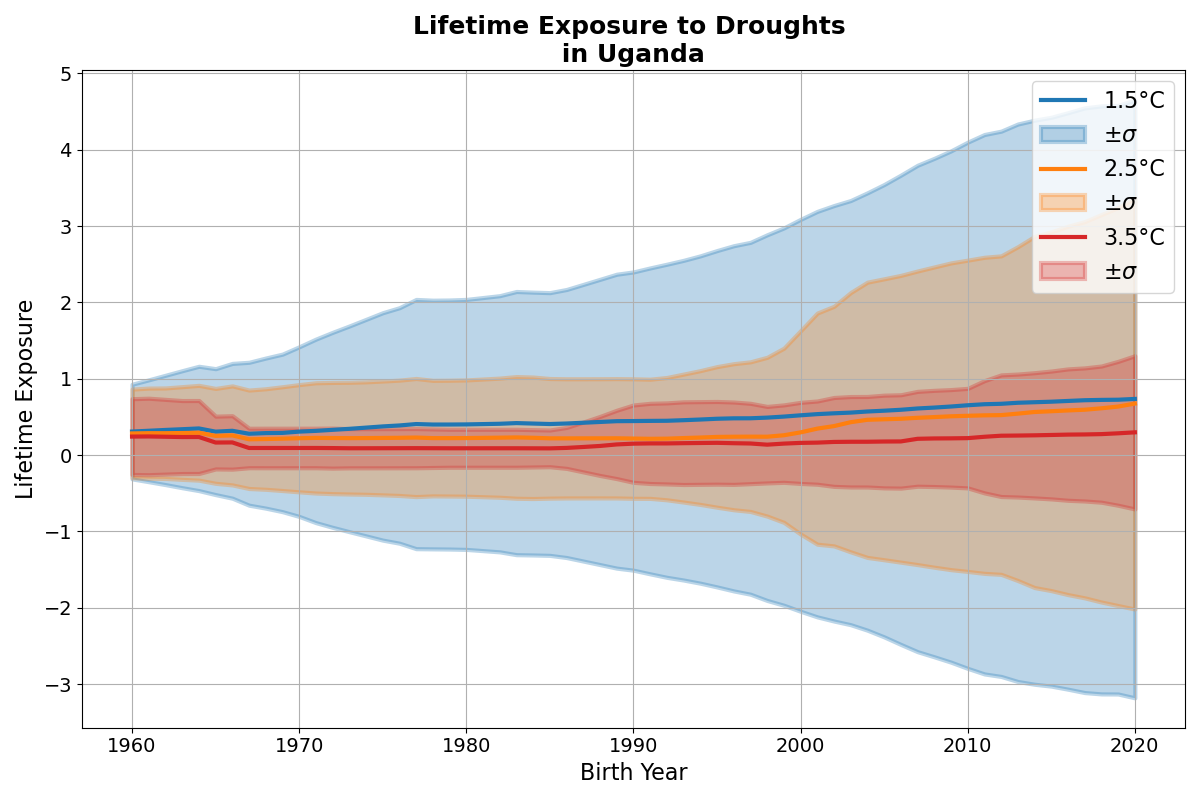 Lifetime Exposure to Droughts
in Uganda
5
4
3
2
1
0
−1
−2
−3
Lifetime Exposure
1960
1970
1980
1990
2000
2010
2020
Birth Year
1.5°C
±σ
2.5°C
±σ
3.5°C
±σ